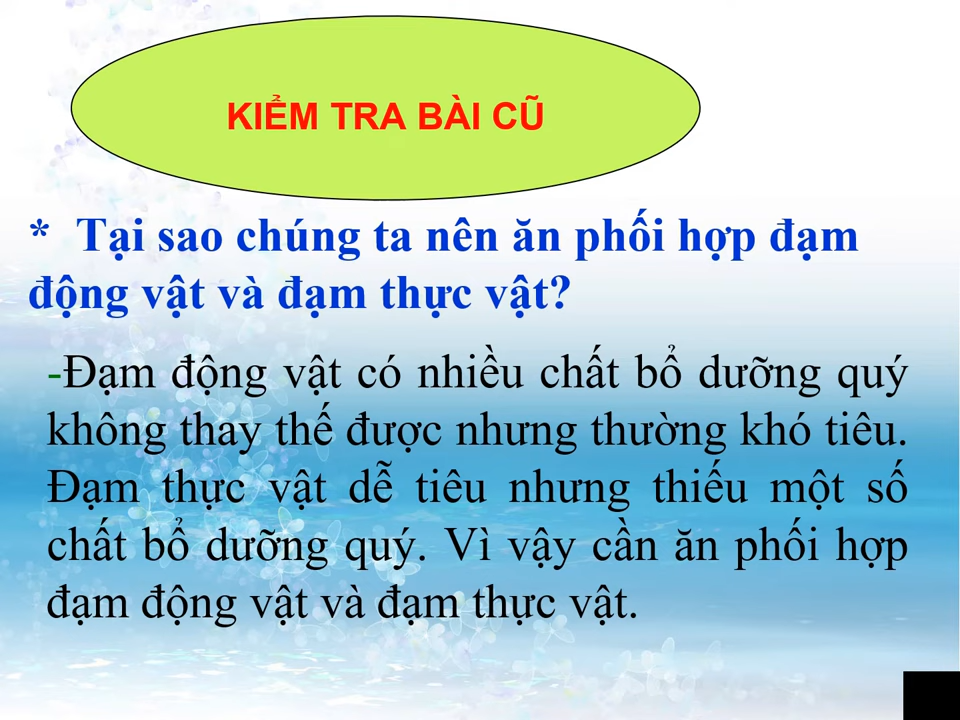 KIỂM TRA BÀI CŨ
* Tại sao chúng ta nên ăn phối hợp đạm
động vật và đạm thực vật?
-Đạm động vật có nhiều chất bổ dưỡng quý
không thay thế được nhưng thường khó tiêu.
Đạm thực vật dễ tiêu nhưng thiếu một số
chất bổ dưỡng quý. Vì vậy cần ăn phối hợp
đạm động vật và đạm thực vật.